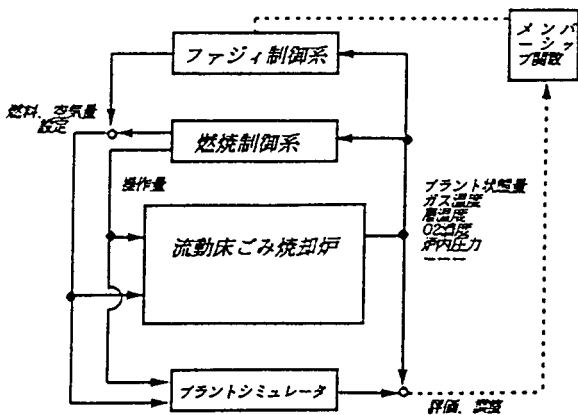 ファジィ制御系
メンバ
ーシッ
プ関数
燃料、空気量
設定
燃焼制御系
操作量
プラント状態量
ガス温度
層温度
O2濃度
炉内圧力
流動床ごみ焼却炉
プラントシミュレータ
評価、調整